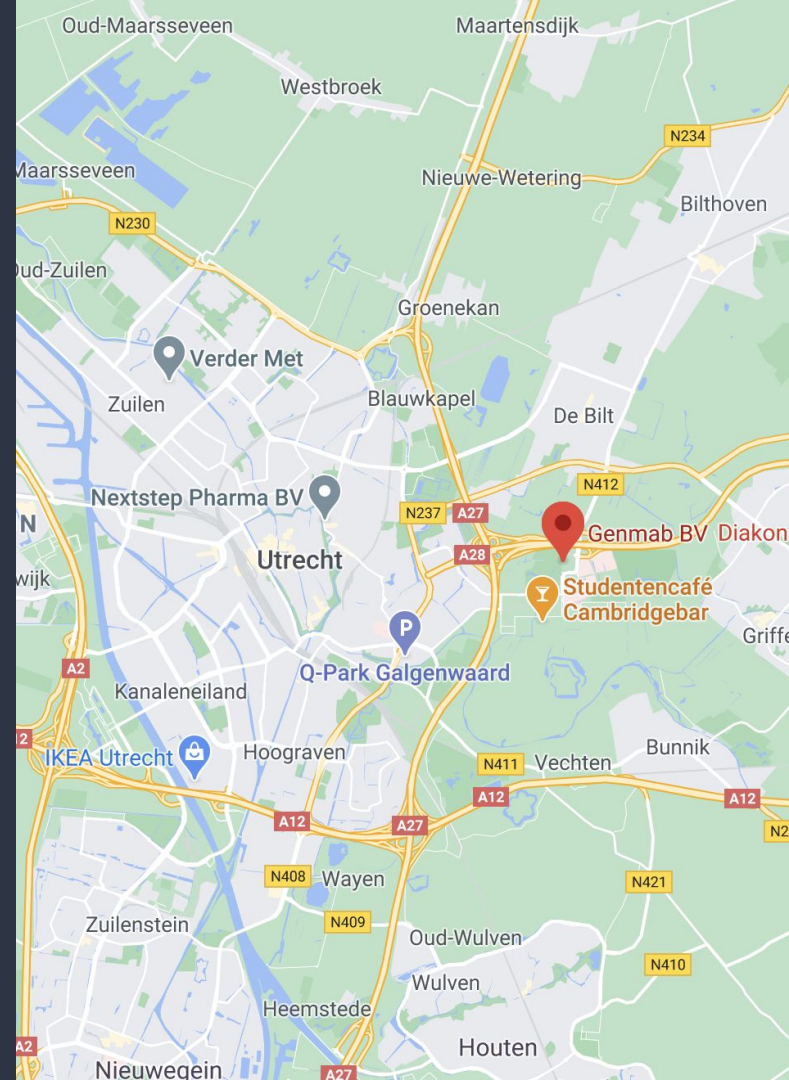 Oud-Maarsseveen
Maartensdijk
Westbroek
N234
Maarsseveen
Nieuwe-Wetering
Bilthoven
N230
Oud-Zuilen
Groenekan
Verder Met
Blauwkapel
Zuilen
De Bilt
N412
Nextstep Pharma BV
N237
A27
N
Genmab BV
Diakon
Utrecht
A28
wijk
Studentencafé
Cambridgebar
Griffe
A2
Q-Park Galgenwaard
P
Kanaleneiland
12
IKEA Utrecht
Hoograven
N411
Vechten
Bunnik
A12
A12
A12
A27
N2
N408
Wayen
N421
N409
Zuilenstein
Oud-Wulven
N410
Wulven
Heemstede
A2
Houten
Nieuwegein
A27